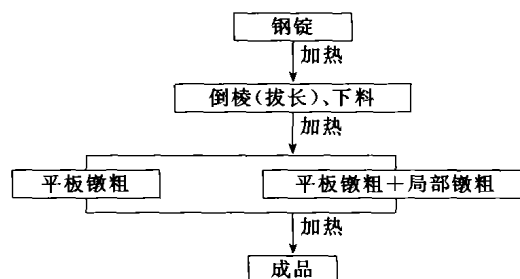 钢锭
加热
倒棱(拔长)、下料
加热
平板镦粗
平板镦粗+局部镦粗
加热
成品